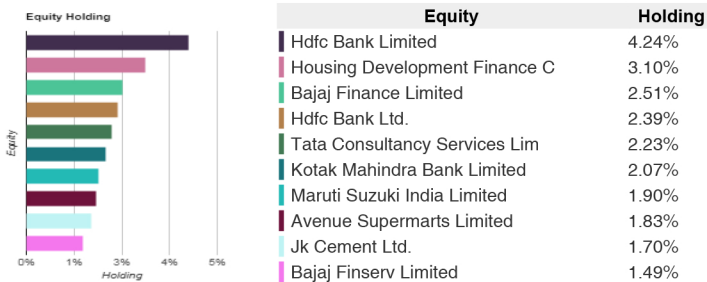 Equity Holding
Equity
0% 1% 3% 4% 5%
Holding
Equity Holding
Hdfc Bank Limited 4.24%
Housing Development Finance C 3.10%
Bajaj Finance Limited 2.51%
Hdfc Bank Ltd. 2.39%
Tata Consultancy Services Lim 2.23%
Kotak Mahindra Bank Limited 2.07%
Maruti Suzuki India Limited 1.90%
Avenue Supermarts Limited 1.83%
Jk Cement Ltd. 1.70%
Bajaj Finserv Limited 1.49%